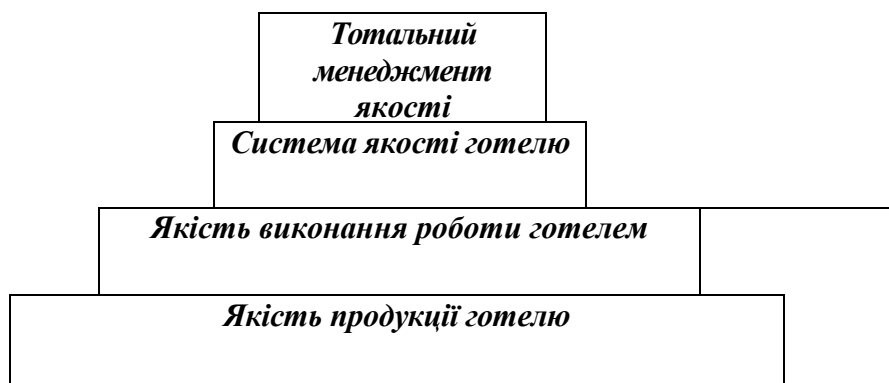 Тотальний
менеджмент
якості
Система якості готелю
Якість виконання роботи готелем
Якість продукції готелю